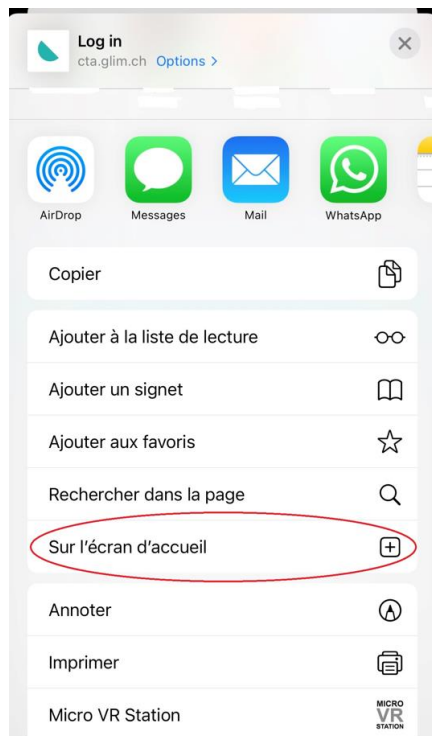 Log in
cta.glim.ch Options >
AirDrop Messages Mail WhatsApp
Copier
Ajouter à la liste de lecture
Ajouter un signet
Ajouter aux favoris
Rechercher dans la page
Sur l’écran d’accueil
Annoter
Imprimer
Micro VR Station
MICRO
VR
STATION